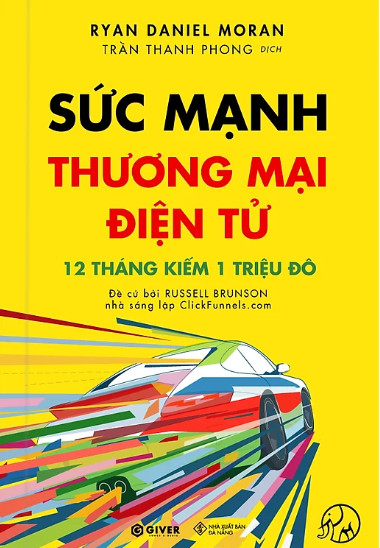 RYAN DANIEL MORAN
TRẦN THANH PHONG DỊCH
SỨC MẠNH
THƯƠNG MẠI
ĐIỆN TỬ
12 THÁNG KIẾM 1 TRIỆU ĐÔ
Đề cử bởi RUSSELL BRUNSON
nhà sáng lập ClickFunnels.com
GIVER
NHÀ XUẤT BẢN
ĐÀ NẴNG